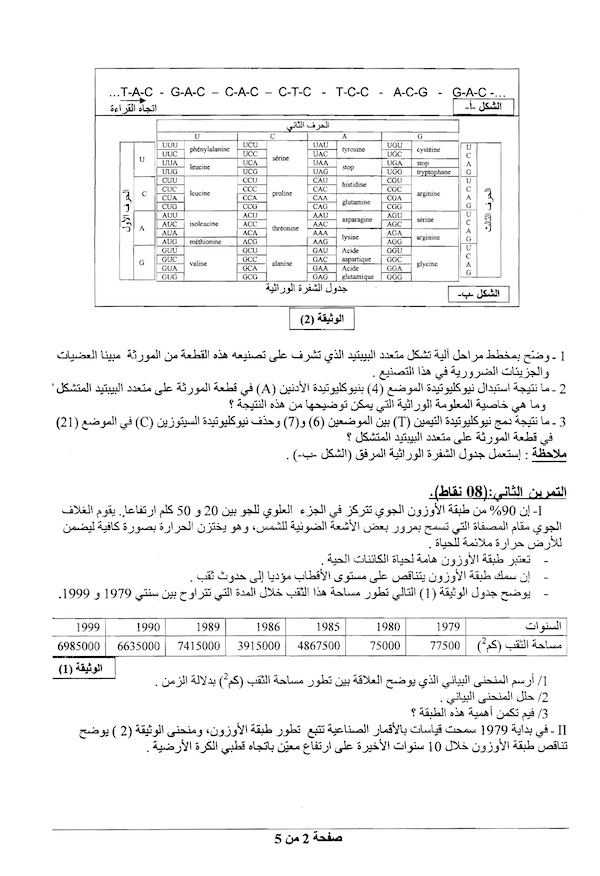 ...T-A-C - G-A-C – C-A-C – C-T-C - T-C-C - A-C-G - G-A-C -...
اتجاه القراءة
الشكل -أ-
الحرف الثاني
U C A G
الحرف الأول
الحرف الثالث
U UUU UUC phénylalanine UUA UUG leucine UCU UCC UCA UCG sérine UAU UAC tyrosine UAA UAG stop UGU UGC cystéine UGA stop UGG tryptophane U C A G
C CUU CUC CUA CUG leucine CCU CCC CCA CCG proline CAU CAC histidine CAA CAG glutamine CGU CGC CGA CGG arginine U C A G
A AUU AUC AUA isoleucine AUG méthionine ACU ACC ACA ACG thréonine AAU AAC asparagine AAA AAG lysine AGU AGC sérine AGA AGG arginine U C A G
G GUU GUC GUA GUG valine GCU GCC GCA GCG alanine GAU GAC Acide aspartique GAA GAG Acide glutamique GGU GGC GGA GGG glycine U C A G
جدول الشفرة الوراثية
الشكل -ب-
الوثيقة (2)
1 ـ وضّح بمخطط مراحل آلية تشكل متعدد الببتيد الذي تشرف على تصنيعه هذه القطعة من المورثة مبينا العضيات
والجزيئات الضرورية في هذا التصنيع .
2 ـ ما نتيجة استبدال نيوكليوتيدة الموضع (4) بنيوكليوتيدة الأدنين (A) في قطعة المورثة على متعدد الببتيد المتشكل ؟
وما هي خاصية المعلومة الوراثية التي يمكن توضيحها من هذه النتيجة ؟
3 ـ ما نتيجة دمج نيوكليوتيدة التيمين (T) بين الموضعين (6) و(7) وحذف نيوكليوتيدة السيتوزين (C) في الموضع (21)
في قطعة المورثة على متعدد الببتيد المتشكل ؟
ملاحظة : إستعمل جدول الشفرة الوراثية المرفق (الشكل -ب-).
التمرين الثاني:(08 نقاط).
I- إن 90% من طبقة الأوزون الجوي تتركز في الجزء العلوي للجو بين 20 و 50 كلم ارتفاعا. يقوم الغلاف
الجوي مقام المصفاة التي تسمح بمرور بعض الأشعة الضوئية للشمس، وهو يختزن الحرارة بصورة كافية ليضمن
للأرض حرارة ملائمة للحياة .
- تعتبر طبقة الأوزون هامة لحياة الكائنات الحية .
- إن سمك طبقة الأوزون يتناقص على مستوى الأقطاب مؤديا إلى حدوث ثقب .
- يوضح جدول الوثيقة (1) التالي تطور مساحة هذا الثقب خلال المدة التي تتراوح بين سنتي 1979 و 1999.
السنوات 1979 1980 1985 1986 1989 1990 1999
مساحة الثقب (كم2) 77500 75000 4867500 3915000 7415000 6635000 6985000
الوثيقة (1)
1/ أرسم المنحنى البياني الذي يوضح العلاقة بين تطور مساحة الثقب (كم2) بدلالة الزمن .
2/ حلل المنحنى البياني .
3/ فيم تكمن أهمية هذه الطبقة ؟
II - في بداية 1979 سمحت قياسات بالأقمار الصناعية تتبع تطور طبقة الأوزون، ومنحنى الوثيقة (2 ) يوضح
تناقص طبقة الأوزون خلال 10 سنوات الأخيرة على ارتفاع معيّن باتجاه قطبي الكرة الأرضية .
صفحة 2 من 5